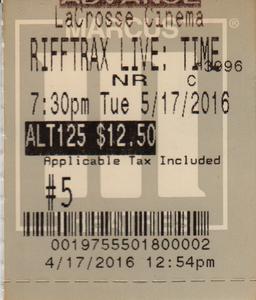 ADVANCE
LaCrosse Cinema
MARCUS
RIFFTRAX LIVE: TIME
#3996
NR C
7:30pm Tue 5/17/2016
ALT125 $12.50
Applicable Tax Included
#5
0019755501800002
4/17/2016 12:54pm